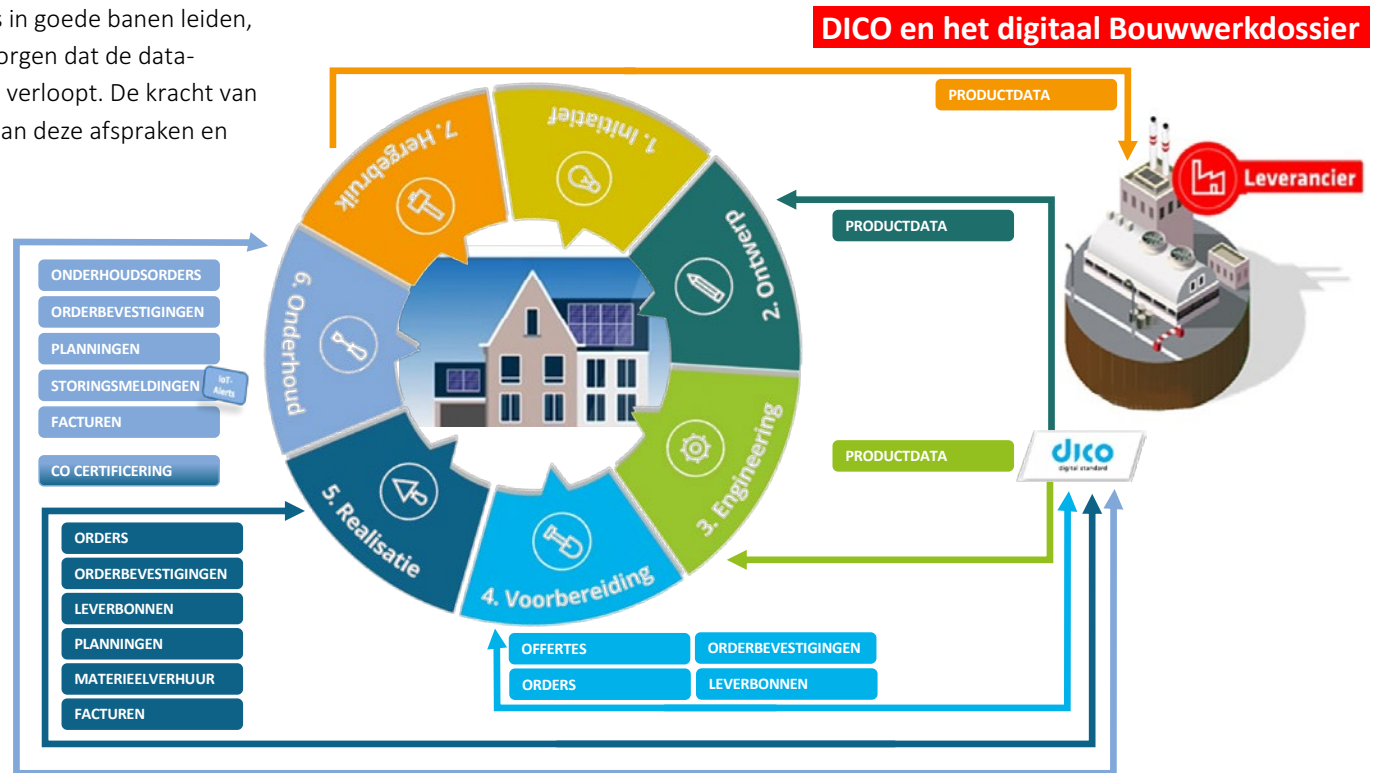 s in goede banen leiden,
orgen dat de data-
verloopt. De kracht van
an deze afspraken en
DICO en het digitaal Bouwwerkdossier
PRODUCTDATA
Leverancier
1. Initiatief
7. Hergebruik
2. Ontwerp
PRODUCTDATA
6. Onderhoud
ONDERHOUDSORDERS
ORDERBEVESTIGINGEN
PLANNINGEN
STORINGSMELDINGEN
IoT-
Alerts
FACTUREN
CO CERTIFICERING
3. Engineering
PRODUCTDATA
dico
digital standard
5. Realisatie
4. Voorbereiding
ORDERS
ORDERBEVESTIGINGEN
LEVERBONNEN
PLANNINGEN
MATERIEELVERHUUR
FACTUREN
OFFERTES
ORDERBEVESTIGINGEN
ORDERS
LEVERBONNEN